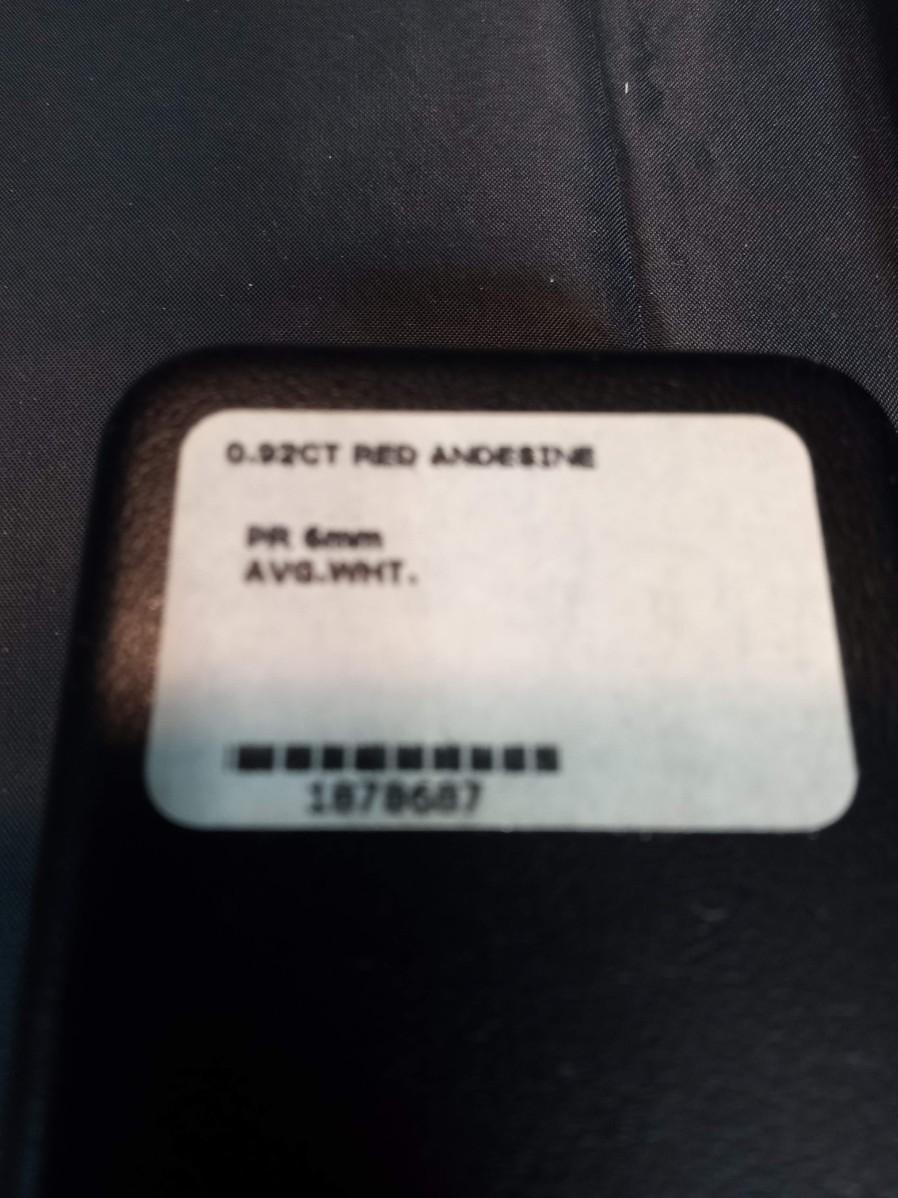 0.92CT RED ANDESINE
PR 6mm
AVG.WHT.
1878687